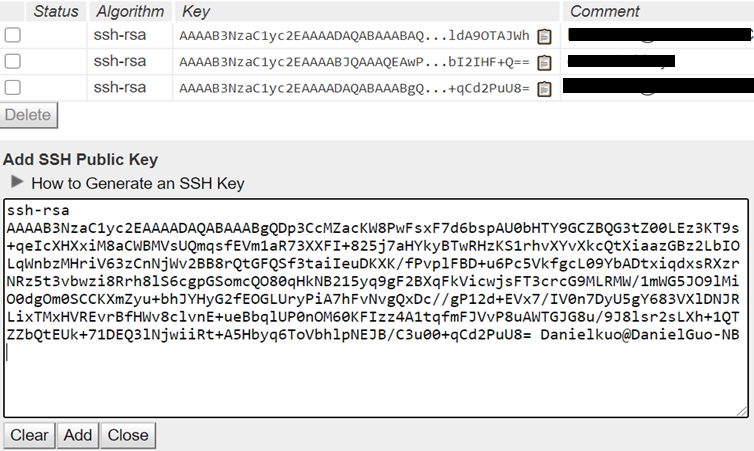 Status Algorithm Key Comment
ssh-rsa AAAAB3NzaC1yc2EAAAADAQABAAABAQ...ldA9OTAJWh
ssh-rsa AAAAB3NzaC1yc2EAAAABJQAAAQEAwP...bI2IHF+Q==
ssh-rsa AAAAB3NzaC1yc2EAAAADAQABAAABgQ...+qCd2PuU8=
Delete
Add SSH Public Key
How to Generate an SSH Key
ssh-rsa
AAAAB3NzaC1yc2EAAAADAQABAAABgQDp3CcMZacKW8PwFsxF7d6bspAU0bHTY9GCZBQG3tZ00LEz3KT9s
+qeIcXHXxiM8aCWBMVsUQmqsfEVm1aR73XXFI+825j7aHYkyBTwRHzKS1rhvXYvXkcQtXiaazGBz2LbIO
LqWnbzMHriV63zCnNjWv2BB8rQtGFQSf3taiIeuDKXK/fPvplFBD+u6Pc5VkfgcL09YbADtxiqdxsRXzr
NRz5t3vbwzi8Rrh8lS6cgpGSomcQO80qHkNB215yq9gF2BXqFkVicwjsFT3crcG9MLRMW/1mWG5JO9lMi
O0dgOm0SCCKXmZyu+bhJYHyG2fEOGLUryPiA7hFvNvgQxDc//gP12d+EVx7/IV0n7DyU5gY683VXlDNJR
LixTMxHVREvrBfHWv8clvnE+ueBbqlUP0nOM60KFIzz4A1tqfmFJVvP8uAWTGJG8u/9J8lsr2sLXh+1QT
ZZbQtEUk+71DEQ3lNjwiiRt+A5Hbyq6ToVbhlpNEJB/C3u00+qCd2PuU8= Danielkuo@DanielGuo-NB
Clear Add Close